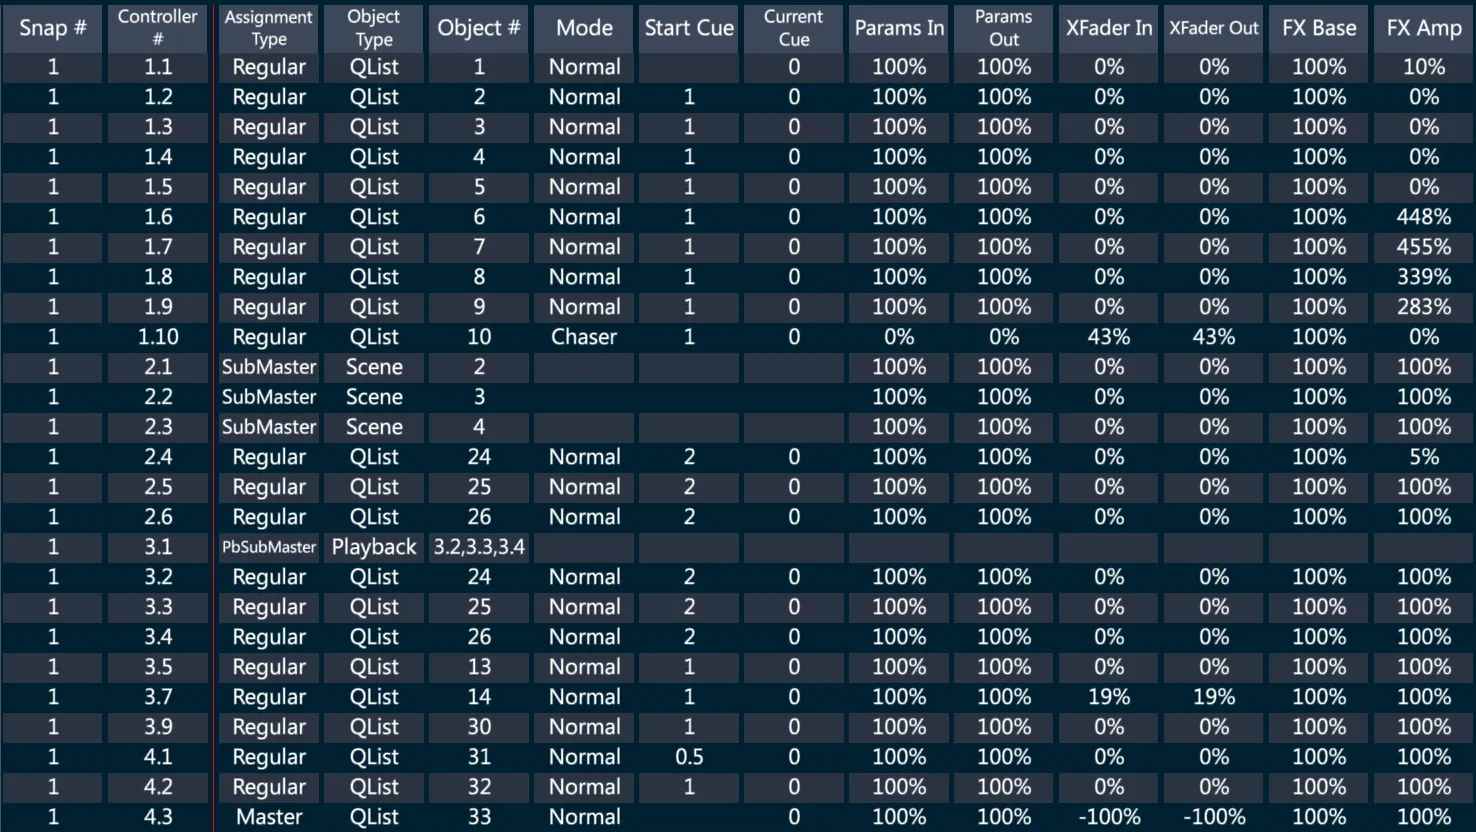 Snap # Controller # Assignment Type Object Type Object # Mode Start Cue Current Cue Params In Params Out XFader In XFader Out FX Base FX Amp
1 1.1 Regular QList 1 Normal 0 100% 100% 0% 0% 100% 10%
1 1.2 Regular QList 2 Normal 1 0 100% 100% 0% 0% 100% 0%
1 1.3 Regular QList 3 Normal 1 0 100% 100% 0% 0% 100% 0%
1 1.4 Regular QList 4 Normal 1 0 100% 100% 0% 0% 100% 0%
1 1.5 Regular QList 5 Normal 1 0 100% 100% 0% 0% 100% 0%
1 1.6 Regular QList 6 Normal 1 0 100% 100% 0% 0% 100% 448%
1 1.7 Regular QList 7 Normal 1 0 100% 100% 0% 0% 100% 455%
1 1.8 Regular QList 8 Normal 1 0 100% 100% 0% 0% 100% 339%
1 1.9 Regular QList 9 Normal 1 0 100% 100% 0% 0% 100% 283%
1 1.10 Regular QList 10 Chaser 1 0 0% 0% 43% 43% 100% 0%
1 2.1 SubMaster Scene 2 100% 100% 0% 0% 100% 100%
1 2.2 SubMaster Scene 3 100% 100% 0% 0% 100% 100%
1 2.3 SubMaster Scene 4 100% 100% 0% 0% 100% 100%
1 2.4 Regular QList 24 Normal 2 0 100% 100% 0% 0% 100% 5%
1 2.5 Regular QList 25 Normal 2 0 100% 100% 0% 0% 100% 100%
1 2.6 Regular QList 26 Normal 2 0 100% 100% 0% 0% 100% 100%
1 3.1 PbSubMaster Playback 3.2,3.3,3.4
1 3.2 Regular QList 24 Normal 2 0 100% 100% 0% 0% 100% 100%
1 3.3 Regular QList 25 Normal 2 0 100% 100% 0% 0% 100% 100%
1 3.4 Regular QList 26 Normal 2 0 100% 100% 0% 0% 100% 100%
1 3.5 Regular QList 13 Normal 1 0 100% 100% 0% 0% 100% 100%
1 3.7 Regular QList 14 Normal 1 0 100% 100% 19% 19% 100% 100%
1 3.9 Regular QList 30 Normal 1 0 100% 100% 0% 0% 100% 100%
1 4.1 Regular QList 31 Normal 0.5 0 100% 100% 0% 0% 100% 100%
1 4.2 Regular QList 32 Normal 1 0 100% 100% 0% 0% 100% 100%
1 4.3 Master QList 33 Normal 0 100% 100% -100% -100% 100% 100%